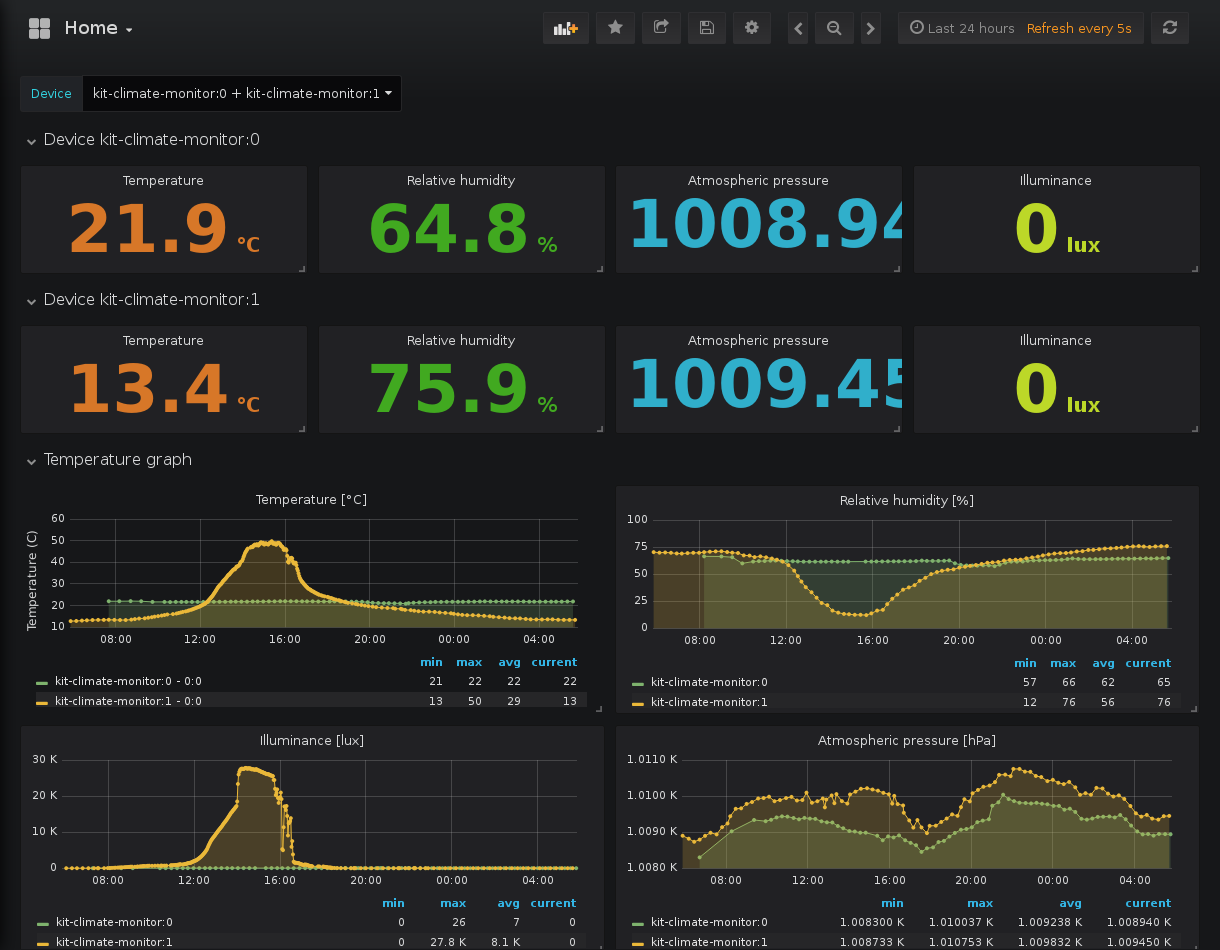 Home
Last 24 hours Refresh every 5s
Device kit-climate-monitor:0 + kit-climate-monitor:1
Device kit-climate-monitor:0
Temperature Relative humidity Atmospheric pressure Illuminance
21.9 °C 64.8 % 1008.94 0 lux
Device kit-climate-monitor:1
Temperature Relative humidity Atmospheric pressure Illuminance
13.4 °C 75.9 % 1009.45 0 lux
Temperature graph
Temperature [°C]
Temperature (C)
60
50
40
30
20
10
08:00 12:00 16:00 20:00 00:00 04:00
min max avg current
kit-climate-monitor:0 - 0:0 21 22 22 22
kit-climate-monitor:1 - 0:0 13 50 29 13
Relative humidity [%]
100
75
50
25
0
08:00 12:00 16:00 20:00 00:00 04:00
min max avg current
kit-climate-monitor:0 57 66 62 65
kit-climate-monitor:1 12 76 56 76
Illuminance [lux]
30 K
20 K
10 K
0
08:00 12:00 16:00 20:00 00:00 04:00
min max avg current
kit-climate-monitor:0 0 26 7 0
kit-climate-monitor:1 0 27.8 K 8.1 K 0
Atmospheric pressure [hPa]
1.0110 K
1.0100 K
1.0090 K
1.0080 K
08:00 12:00 16:00 20:00 00:00 04:00
min max avg current
kit-climate-monitor:0 1.008300 K 1.010037 K 1.009238 K 1.008940 K
kit-climate-monitor:1 1.008733 K 1.010753 K 1.009832 K 1.009450 K